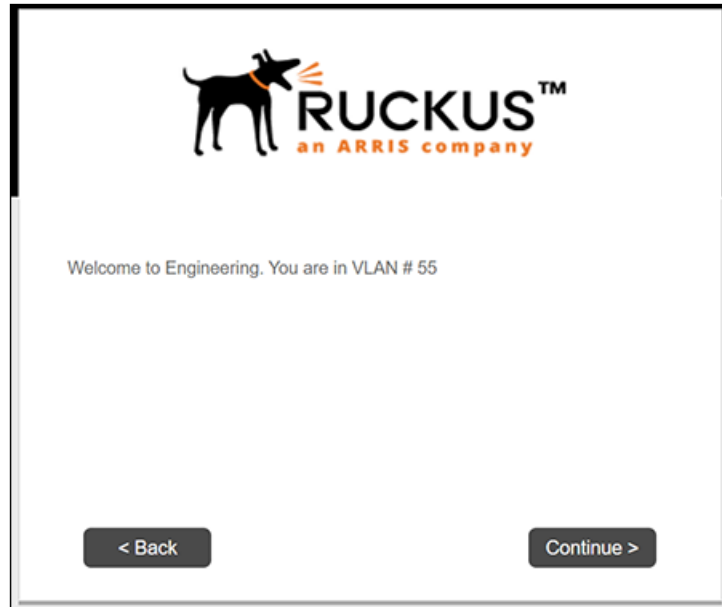 RUCKUS™
an ARRIS company
Welcome to Engineering. You are in VLAN # 55
< Back
Continue >